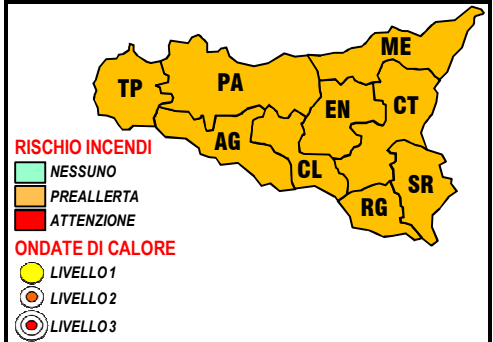 ME
PA
TP
EN
CT
AG
CL
SR
RG
RISCHIO INCENDI
NESSUNO
PREALLERTA
ATTENZIONE
ONDATE DI CALORE
LIVELLO 1
LIVELLO 2
LIVELLO 3